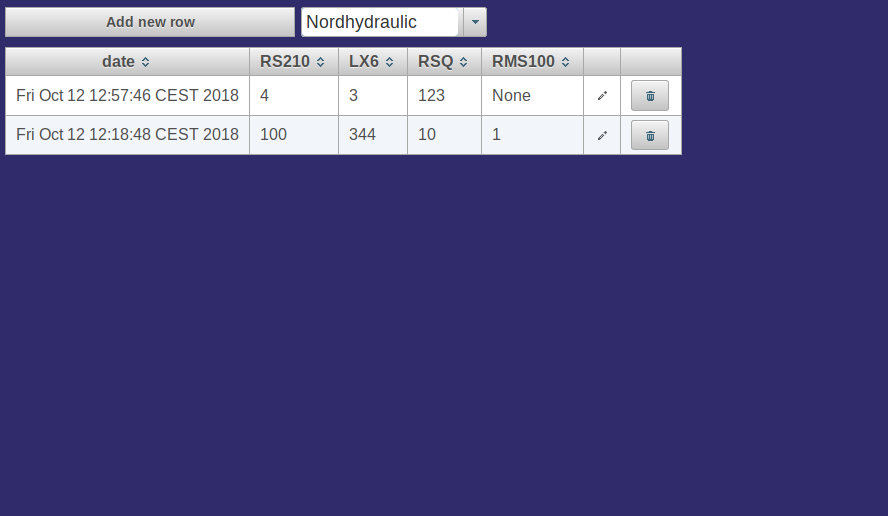 Add new row Nordhydraulic
date RS210 LX6 RSQ RMS100
Fri Oct 12 12:57:46 CEST 2018 4 3 123 None
Fri Oct 12 12:18:48 CEST 2018 100 344 10 1